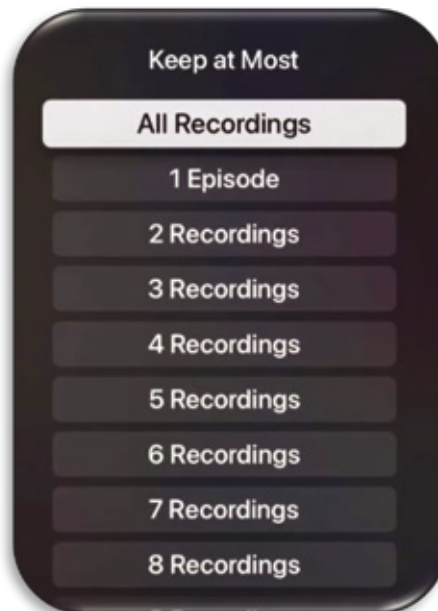 Keep at Most
All Recordings
1 Episode
2 Recordings
3 Recordings
4 Recordings
5 Recordings
6 Recordings
7 Recordings
8 Recordings